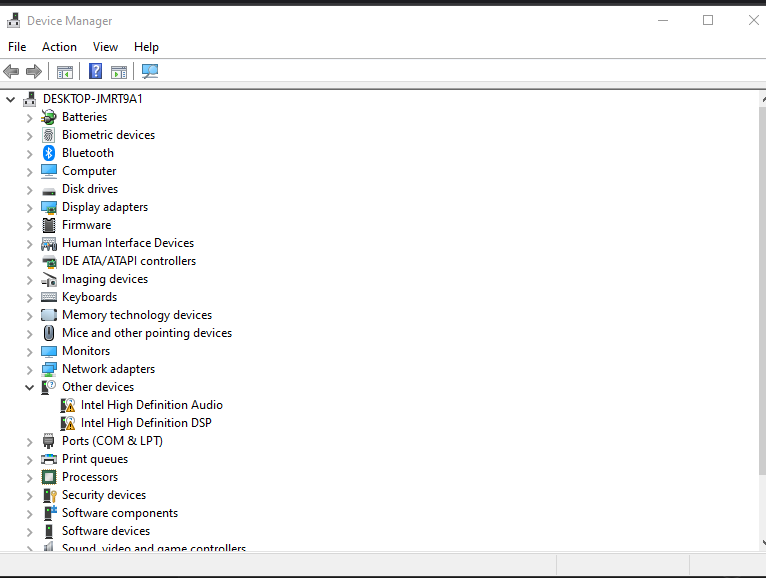 Device Manager
File Action View Help
DESKTOP-JMRT9A1
Batteries
Biometric devices
Bluetooth
Computer
Disk drives
Display adapters
Firmware
Human Interface Devices
IDE ATA/ATAPI controllers
Imaging devices
Keyboards
Memory technology devices
Mice and other pointing devices
Monitors
Network adapters
Other devices
Intel High Definition Audio
Intel High Definition DSP
Ports (COM & LPT)
Print queues
Processors
Security devices
Software components
Software devices
Sound, video and game controllers